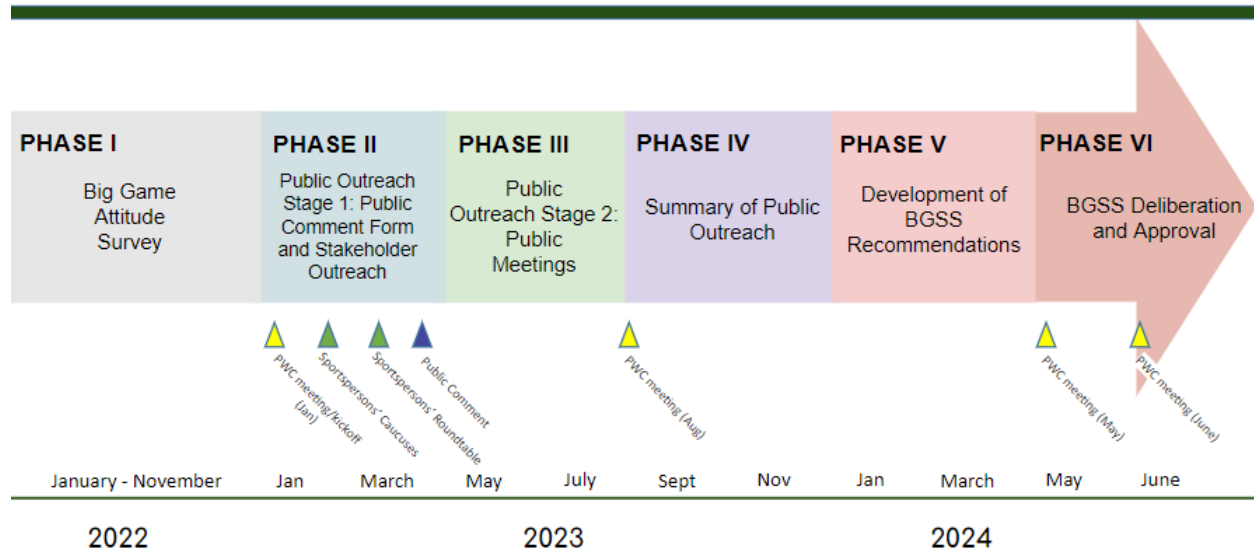 PHASE I
Big Game
Attitude
Survey
PHASE II
Public Outreach
Stage 1: Public
Comment Form
and Stakeholder
Outreach
PHASE III
Public
Outreach Stage 2:
Public
Meetings
PHASE IV
Summary of Public
Outreach
PHASE V
Development of
BGSS
Recommendations
PHASE VI
BGSS Deliberation
and Approval
PWC meeting/kickoff
(Jan)
Sportspersons' Caucuses
Sportspersons' Roundtable
Public Comment
PWC meeting (Aug)
PWC meeting (May)
PWC meeting (June)
January - November
Jan
March
May
July
Sept
Nov
Jan
March
May
June
2022
2023
2024